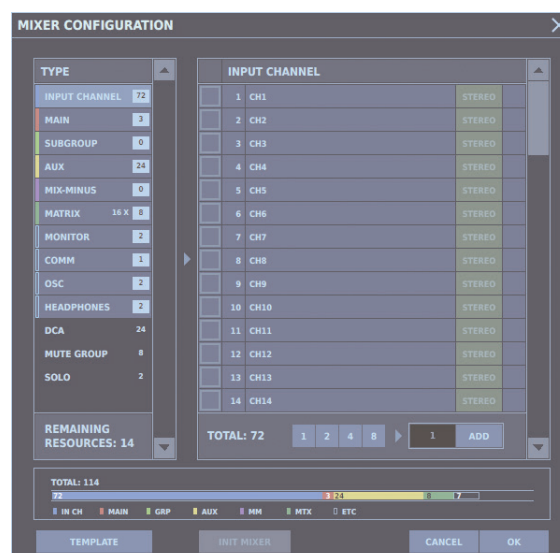 MIXER CONFIGURATION
TYPE
INPUT CHANNEL 72
MAIN 3
SUBGROUP 0
AUX 24
MIX-MINUS 0
MATRIX 16 X 8
MONITOR 2
COMM 1
OSC 2
HEADPHONES 2
DCA 24
MUTE GROUP 8
SOLO 2
REMAINING
RESOURCES: 14
INPUT CHANNEL
1 CH1 STEREO
2 CH2 STEREO
3 CH3 STEREO
4 CH4 STEREO
5 CH5 STEREO
6 CH6 STEREO
7 CH7 STEREO
8 CH8 STEREO
9 CH9 STEREO
10 CH10 STEREO
11 CH11 STEREO
12 CH12 STEREO
13 CH13 STEREO
14 CH14 STEREO
TOTAL: 72 1 2 4 8 1 ADD
TOTAL: 114
72 3 24 8 7
IN CH MAIN GRP AUX MM MTX ETC
TEMPLATE INIT MIXER CANCEL OK